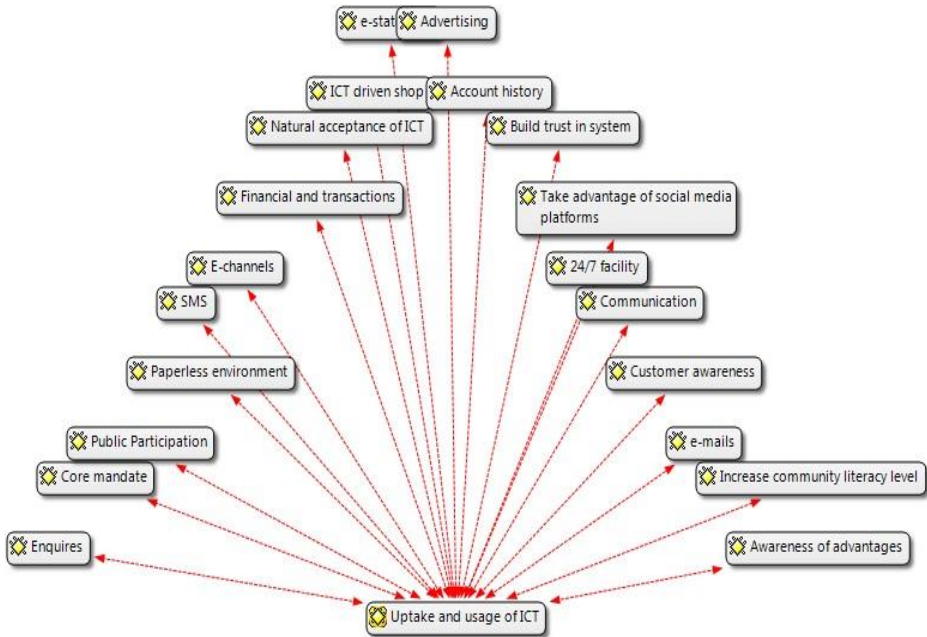 e-stat
Advertising
ICT driven shop
Account history
Natural acceptance of ICT
Build trust in system
Financial and transactions
Take advantage of social media
platforms
E-channels
24/7 facility
SMS
Communication
Paperless environment
Customer awareness
Public Participation
e-mails
Core mandate
Increase community literacy level
Enquires
Awareness of advantages
Uptake and usage of ICT